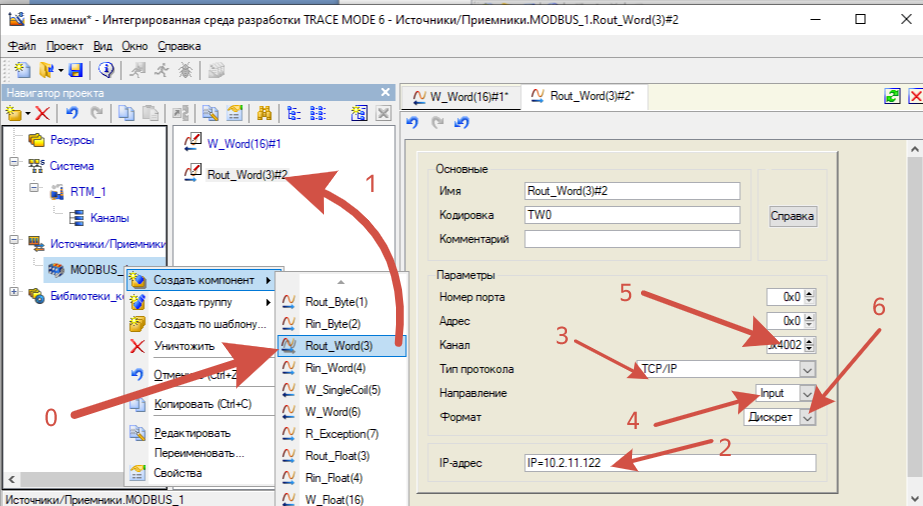 Без имени* - Интегрированная среда разработки TRACE MODE 6 - Источники/Приемники.MODBUS_1.Rout_Word(3)#2
Файл Проект Вид Окно Справка
Навигатор проекта
Ресурсы
Система
RTM_1
Каналы
Источники/Приемники
MODBUS_
Библиотеки_к
W_Word(16)#1
Rout_Word(3)#2
1
Создать компонент
Создать группу
Создать по шаблону...
Уничтожить
Отменить (Ctrl+Z
Копировать (Ctrl+C)
Редактировать
Переименовать...
Свойства
0
Rout_Byte(1)
Rin_Byte(2)
Rout_Word(3)
Rin_Word(4)
W_SingleCoil(5)
W_Word(6)
R_Exception(7)
Rout_Float(3)
Rin_Float(4)
W_Float(16)
Источники/Приемники.MODBUS_1
W_Word(16)#1* Rout_Word(3)#2*
Основные
Имя Rout_Word(3)#2
Кодировка TW0
Комментарий
Справка
Параметры
Номер порта 0x0
Адрес 0x0
5
6
Канал x4002
3
Тип протокола TCP/IP
Направление Input
4
Формат Дискрет
2
IP-адрес IP=10.2.11.122